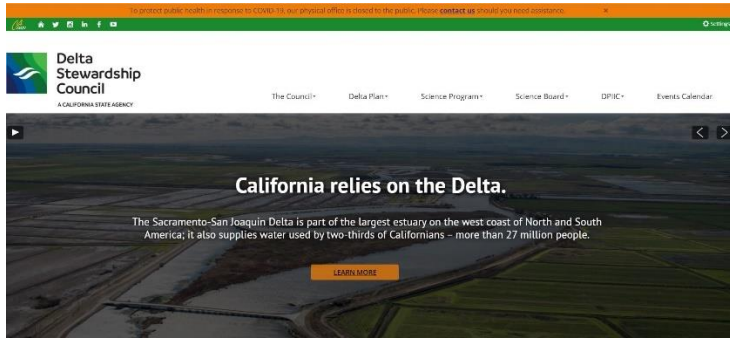 To protect public health in response to COVID-19, our physical office is closed to the public. Please contact us should you need assistance.
Settings
Delta
Stewardship
Council
A CALIFORNIA STATE AGENCY
The Council Delta Plan Science Program Science Board DPIIC Events Calendar
California relies on the Delta.
The Sacramento-San Joaquin Delta is part of the largest estuary on the west coast of North and South
America; it also supplies water used by two-thirds of Californians – more than 27 million people.
LEARN MORE